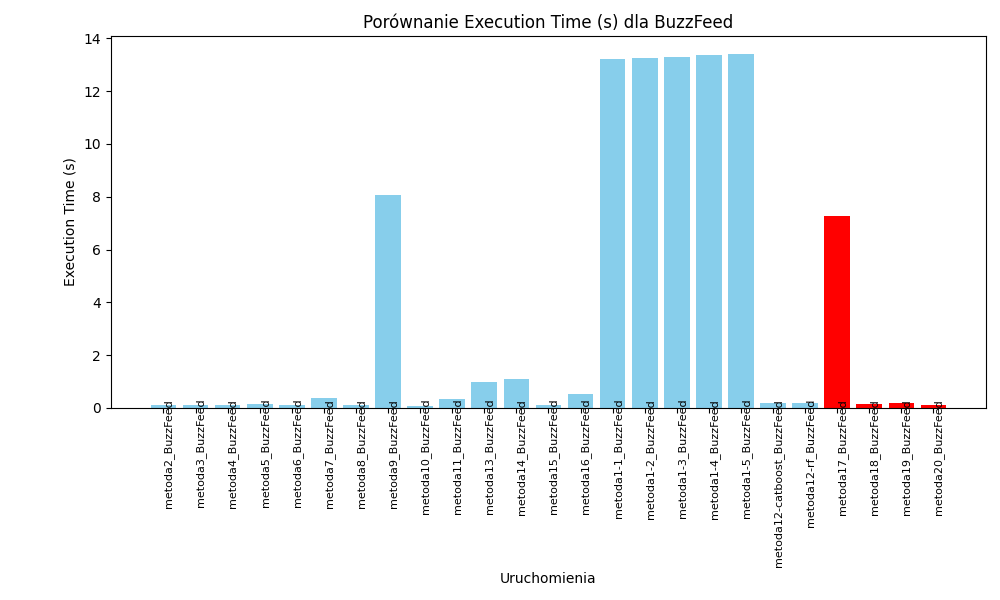 Porównanie Execution Time (s) dla BuzzFeed
Execution Time (s)
14
12
10
8
6
4
2
0
metoda2_BuzzFeed
metoda3_BuzzFeed
metoda4_BuzzFeed
metoda5_BuzzFeed
metoda6_BuzzFeed
metoda7_BuzzFeed
metoda8_BuzzFeed
metoda9_BuzzFeed
metoda10_BuzzFeed
metoda11_BuzzFeed
metoda13_BuzzFeed
metoda14_BuzzFeed
metoda15_BuzzFeed
metoda16_BuzzFeed
metoda1-1_BuzzFeed
metoda1-2_BuzzFeed
metoda1-3_BuzzFeed
metoda1-4_BuzzFeed
metoda1-5_BuzzFeed
metoda12-catboost_BuzzFeed
metoda12-rf_BuzzFeed
metoda17_BuzzFeed
metoda18_BuzzFeed
metoda19_BuzzFeed
metoda20_BuzzFeed
Uruchomienia